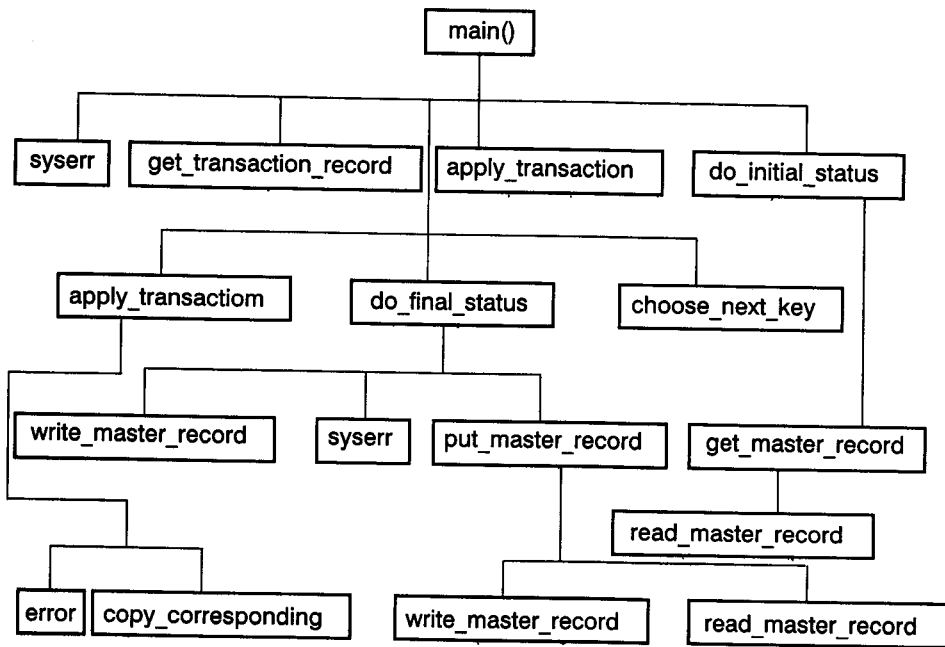 main()
syserr
get_transaction_record
apply_transaction
do_initial_status
apply_transactiom
do_final_status
choose_next_key
write_master_record
syserr
put_master_record
get_master_record
read_master_record
error
copy_corresponding
write_master_record
read_master_record